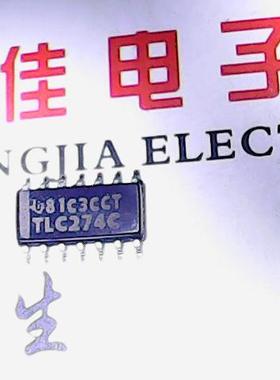 佳电子
NGJIA ELECT
81C3CCT
TLC274C
生